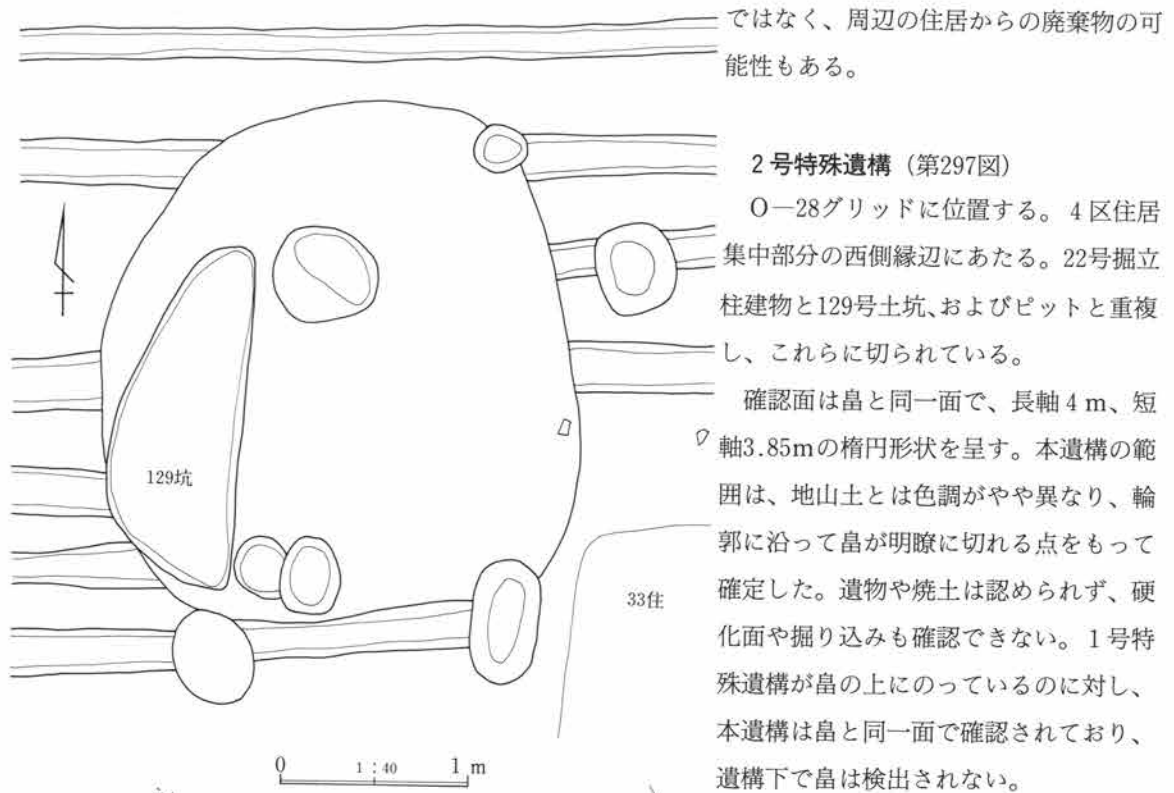 ではなく、周辺の住居からの廃棄物の可
能性もある。
2号特殊遺構（第297図）
O―28グリッドに位置する。4区住居
集中部分の西側縁辺にあたる。22号掘立
柱建物と129号土坑、およびピットと重複
し、これらに切られている。
確認面は畠と同一面で、長軸4m、短
軸3.85mの楕円形状を呈す。本遺構の範
囲は、地山土とは色調がやや異なり、輪
郭に沿って畠が明瞭に切れる点をもって
確定した。遺物や焼土は認められず、硬
化面や掘り込みも確認できない。1号特
殊遺構が畠の上にのっているのに対し、
本遺構は畠と同一面で確認されており、
遺構下で畠は検出されない。
129坑
33住
0 1:40 1m